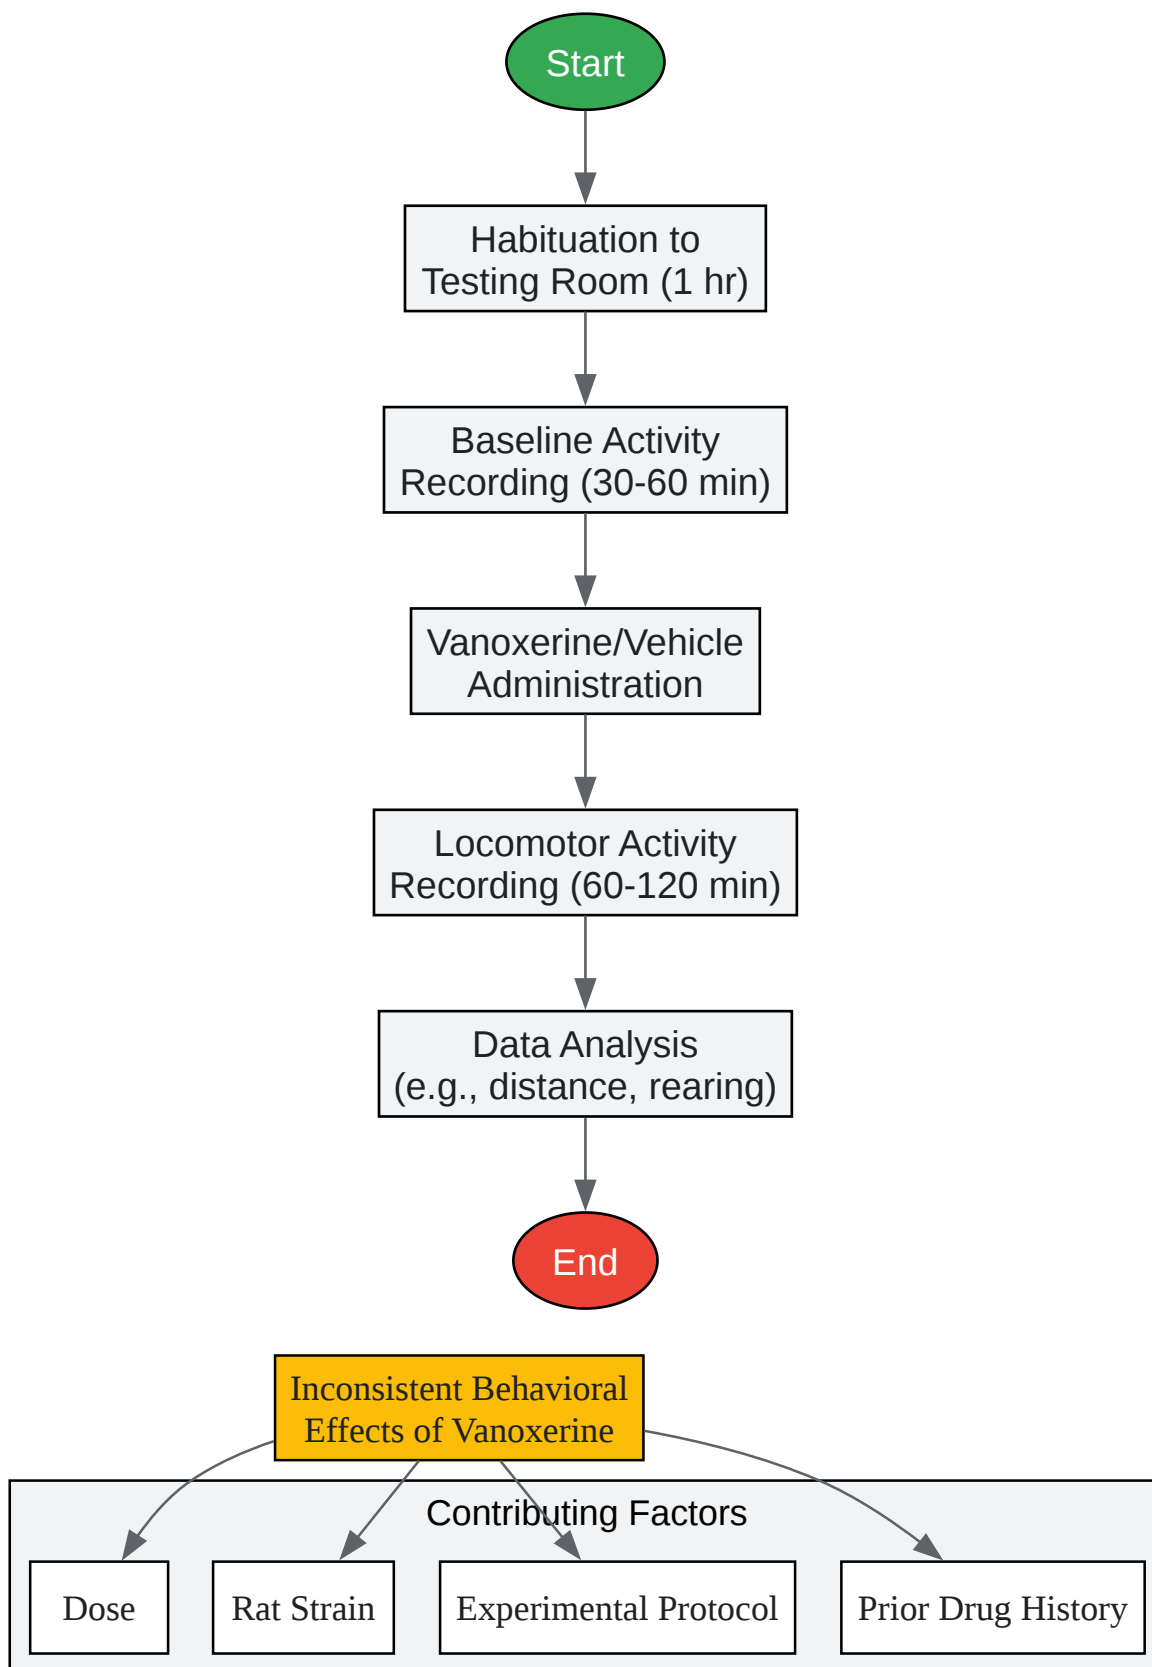 Start
Habituation to
Testing Room (1 hr)
Baseline Activity
Recording (30-60 min)
Vanoxerine/Vehicle
Administration
Locomotor Activity
Recording (60-120 min)
Data Analysis
(e.g., distance, rearing)
End
Inconsistent Behavioral
Effects of Vanoxerine
Contributing Factors
Dose
Rat Strain
Experimental Protocol
Prior Drug History